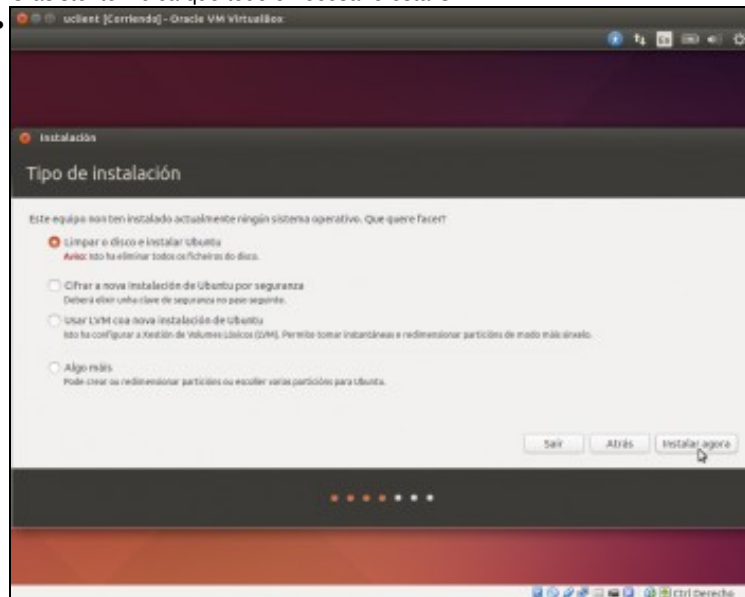 uclient [Corriendo] - Oracle VM VirtualBox
En
Instalación
Tipo de instalación
Este equipo non ten instalado actualmente ningún sistema operativo. Que quere facer?
Limpar o disco e instalar Ubuntu
Aviso: Isto ha eliminar todos os ficheiros do disco.
Cifrar a nova instalación de Ubuntu por seguranza
Deberá elixir unha clave de seguranza no paso seguinte.
Usar LVM coa nova instalación de Ubuntu
Isto ha configurar a Xestión de Volumes Lóxicos (LVM). Permite tomar instantáneas e redimensionar particións de modo máis sinxelo.
Algo máis
Pode crear ou redimensionar particións ou escoller varias particións para Ubuntu.
Saír
Atrás
Instalar agora
Ctrl Derecho